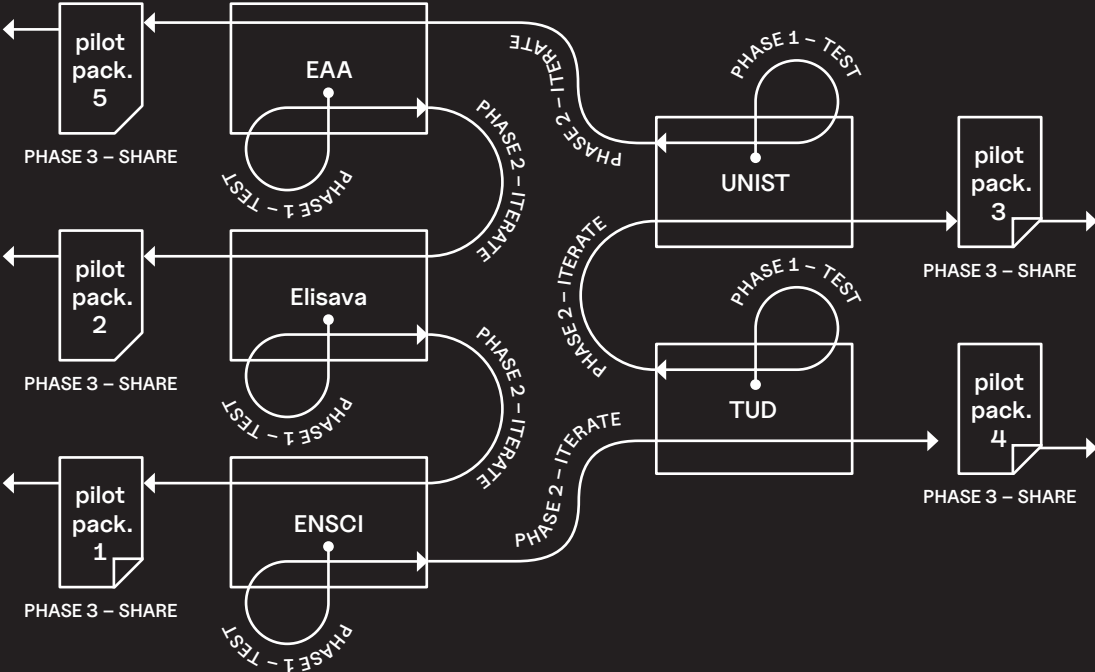 pilot
pack.
5
PHASE 3 – SHARE
EAA
PHASE 1 – TEST
PHASE 2 – ITERATE
PHASE 2 – ITERATE
PHASE 1 – TEST
UNIST
pilot
pack.
3
PHASE 3 – SHARE
pilot
pack.
2
PHASE 3 – SHARE
Elisava
PHASE 1 – TEST
PHASE 2 – ITERATE
PHASE 2 – ITERATE
PHASE 1 – TEST
TUD
pilot
pack.
4
PHASE 3 – SHARE
pilot
pack.
1
PHASE 3 – SHARE
ENSCI
PHASE 1 – TEST
PHASE 2 – ITERATE